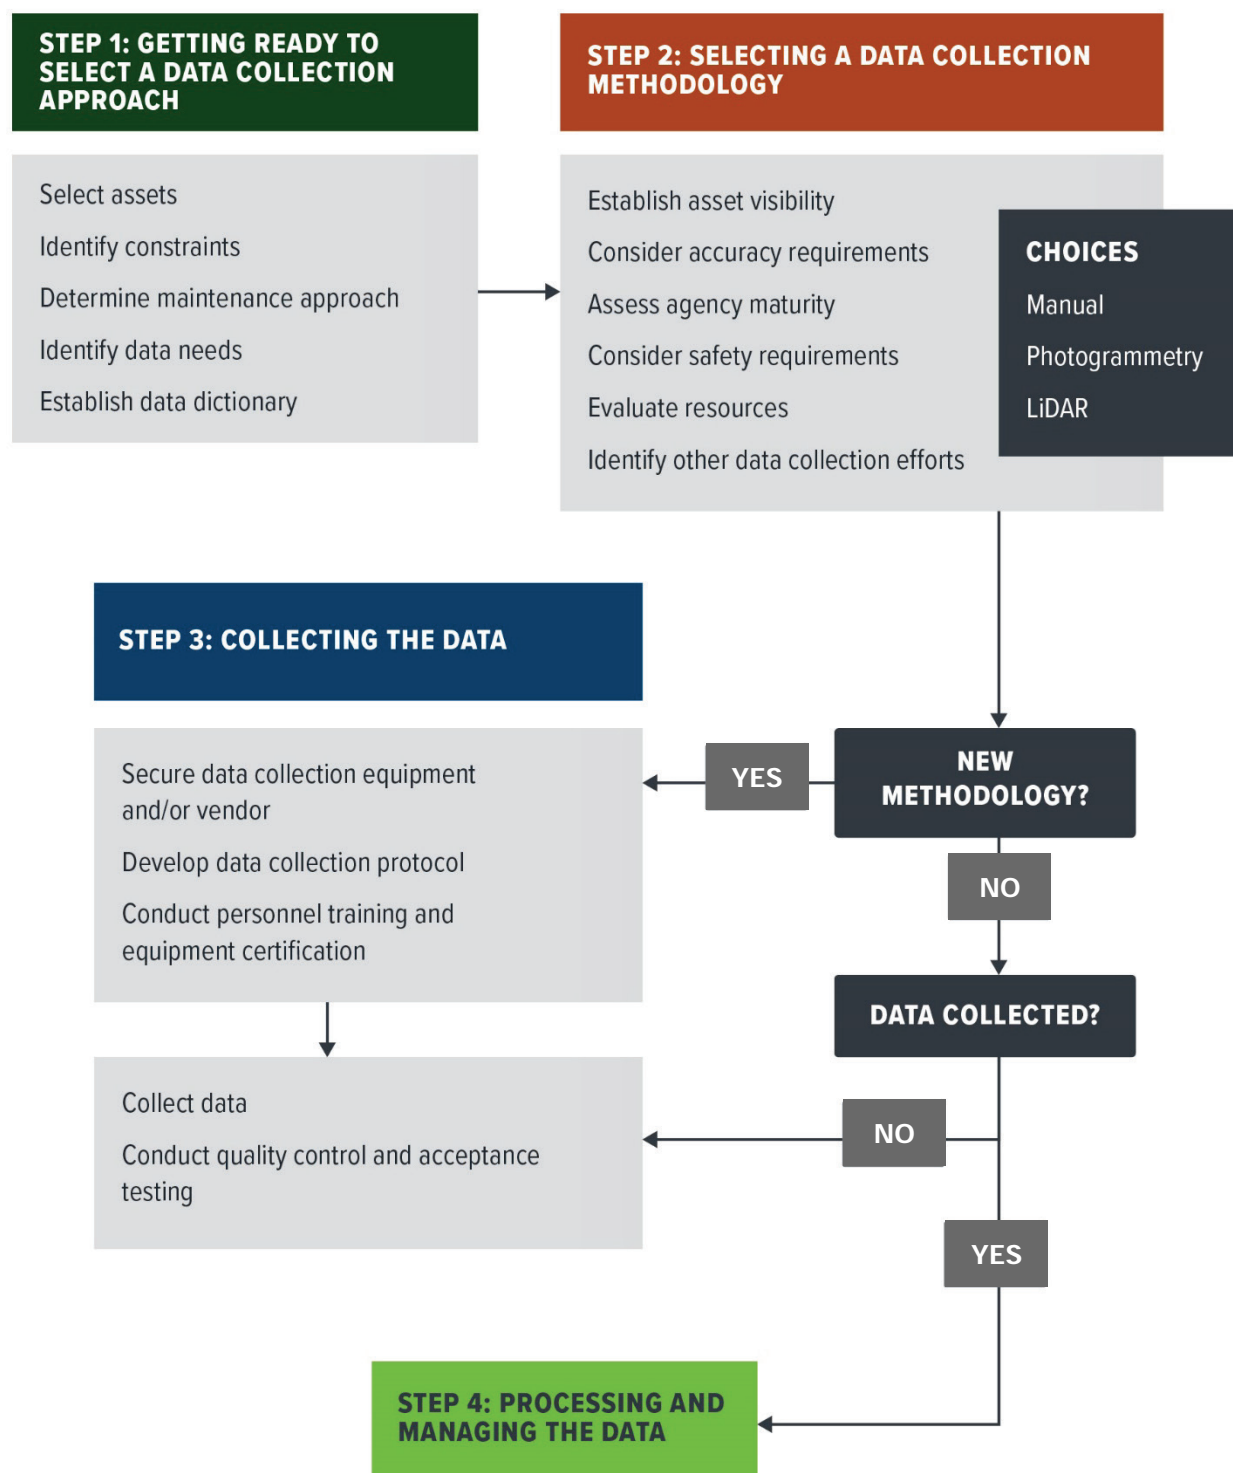 STEP 1: GETTING READY TO
SELECT A DATA COLLECTION
APPROACH
Select assets
Identify constraints
Determine maintenance approach
Identify data needs
Establish data dictionary
STEP 2: SELECTING A DATA COLLECTION
METHODOLOGY
Establish asset visibility
Consider accuracy requirements
Assess agency maturity
Consider safety requirements
Evaluate resources
Identify other data collection efforts
CHOICES
Manual
Photogrammetry
LiDAR
STEP 3: COLLECTING THE DATA
Secure data collection equipment
and/or vendor
Develop data collection protocol
Conduct personnel training and
equipment certification
YES
NEW
METHODOLOGY?
NO
DATA COLLECTED?
Collect data
Conduct quality control and acceptance
testing
NO
YES
STEP 4: PROCESSING AND
MANAGING THE DATA